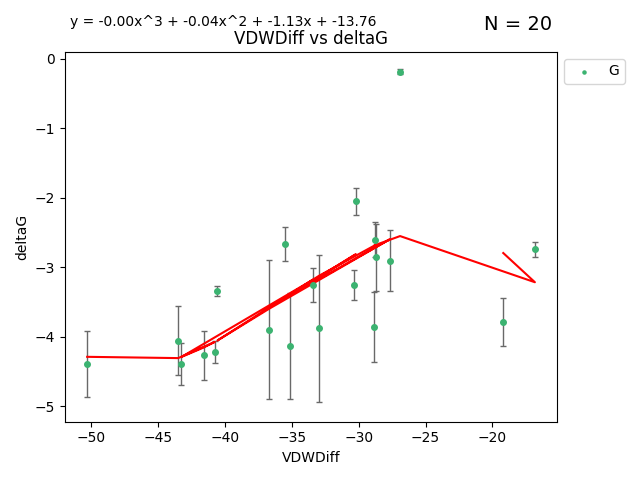 y = -0.00x^3 + -0.04x^2 + -1.13x + -13.76
N = 20
VDWDiff vs deltaG
G
0
−1
−2
−3
−4
−5
deltaG
−50
−45
−40
−35
−30
−25
−20
VDWDiff